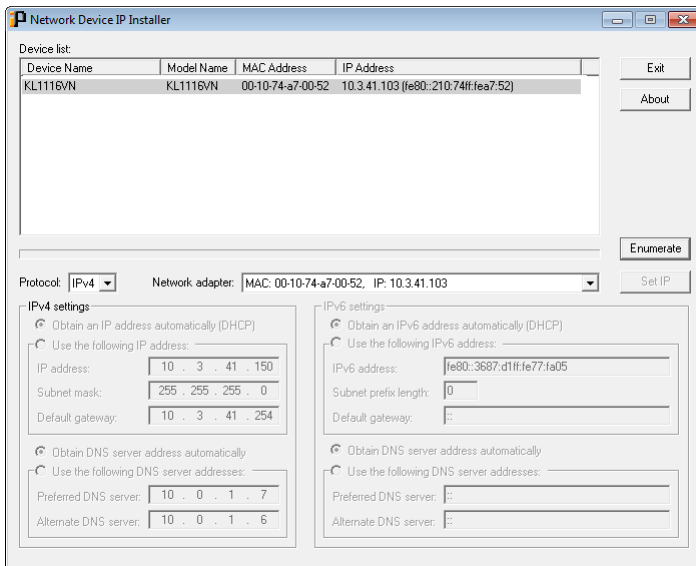 Network Device IP Installer
Device list:
Device Name Model Name MAC Address IP Address
KL1116VN KL1116VN 00-10-74-a7-00-52 10.3.41.103 (fe80::210:74ff:fea7:52)
Exit
About
Enumerate
Protocol: IPv4 Network adapter: MAC: 00-10-74-a7-00-52, IP: 10.3.41.103 Set IP
IPv4 settings
Obtain an IP address automatically (DHCP)
Use the following IP address:
IP address: 10 . 3 . 41 . 150
Subnet mask: 255 . 255 . 255 . 0
Default gateway: 10 . 3 . 41 . 254
Obtain DNS server address automatically
Use the following DNS server addresses:
Preferred DNS server: 10 . 0 . 1 . 7
Alternate DNS server: 10 . 0 . 1 . 6
IPv6 settings
Obtain an IPv6 address automatically (DHCP)
Use the following IPv6 address:
IPv6 address: fe80::3687:d1ff:fe77:fa05
Subnet prefix length: 0
Default gateway: ::
Obtain DNS server address automatically
Use the following DNS server addresses:
Preferred DNS server: ::
Alternate DNS server: ::